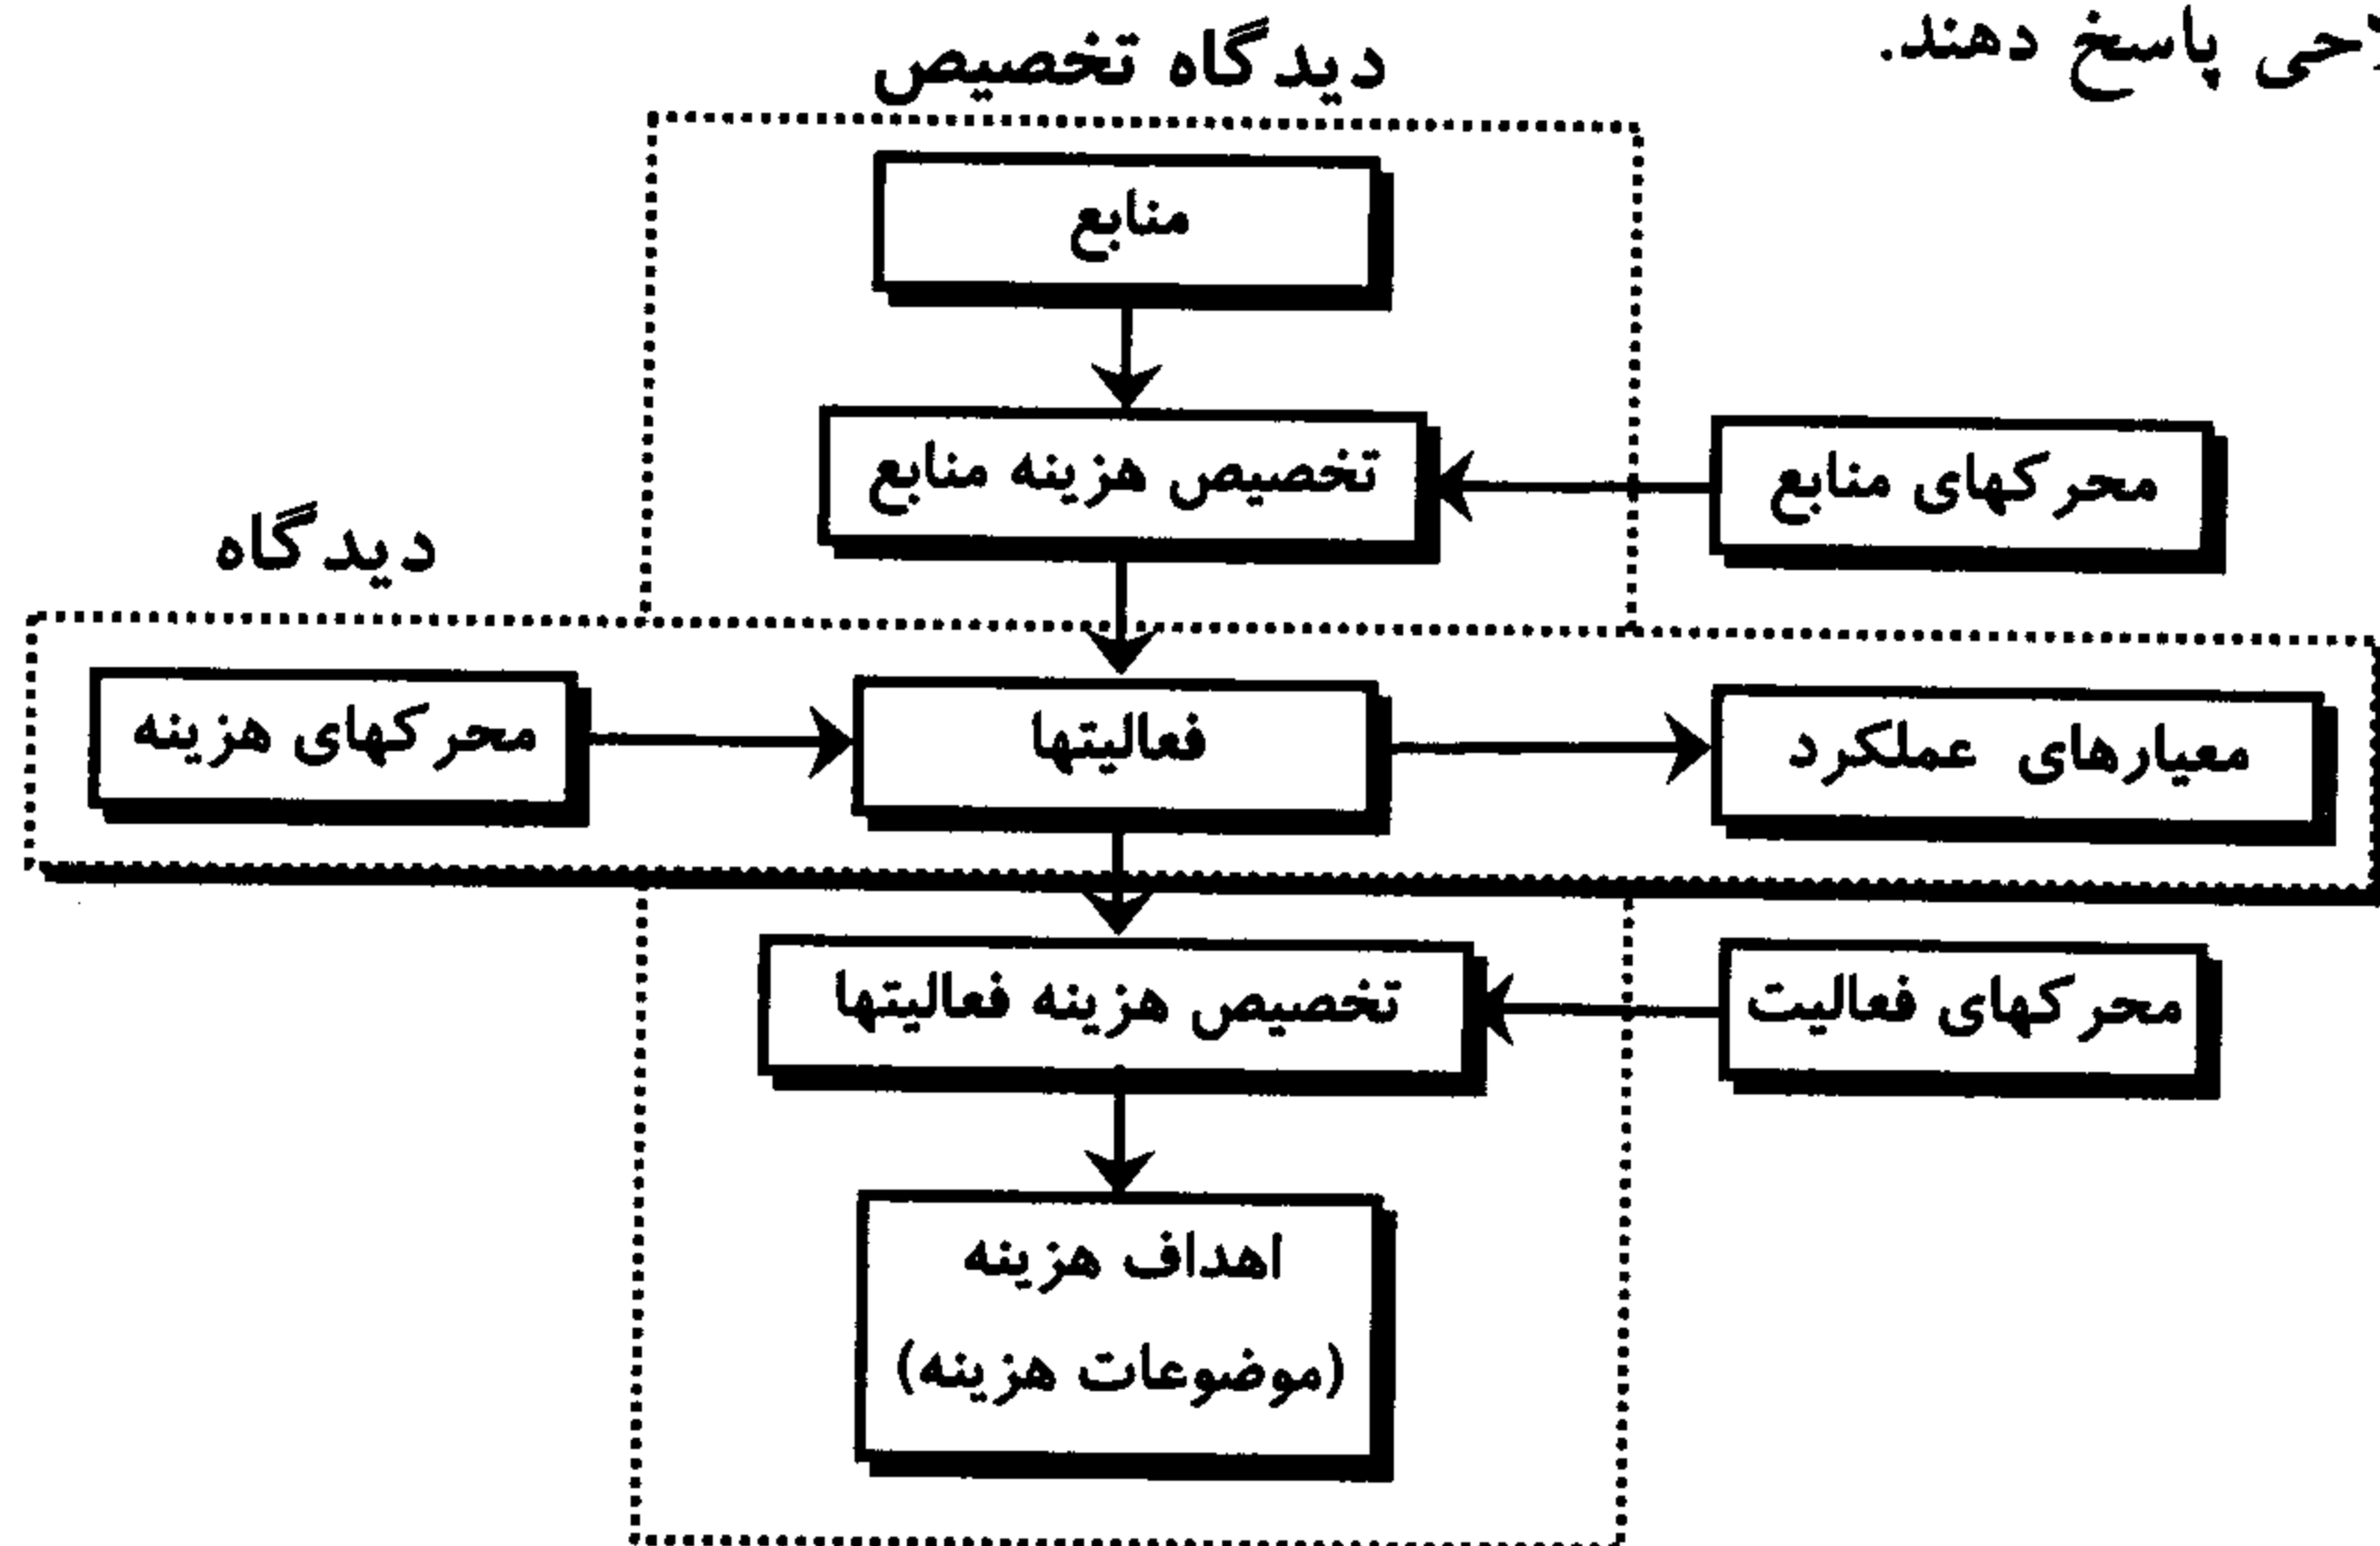 پاسخ دهند.
دیدگاه تخصیص
منابع
تخصیص هزینه منابع
محرکهای منابع
دیدگاه
محرکهای هزینه
فعالیتها
معیارهای عملکرد
تخصیص هزینه فعالیتها
محرکهای فعالیت
اهداف هزینه
(موضوعات هزینه)